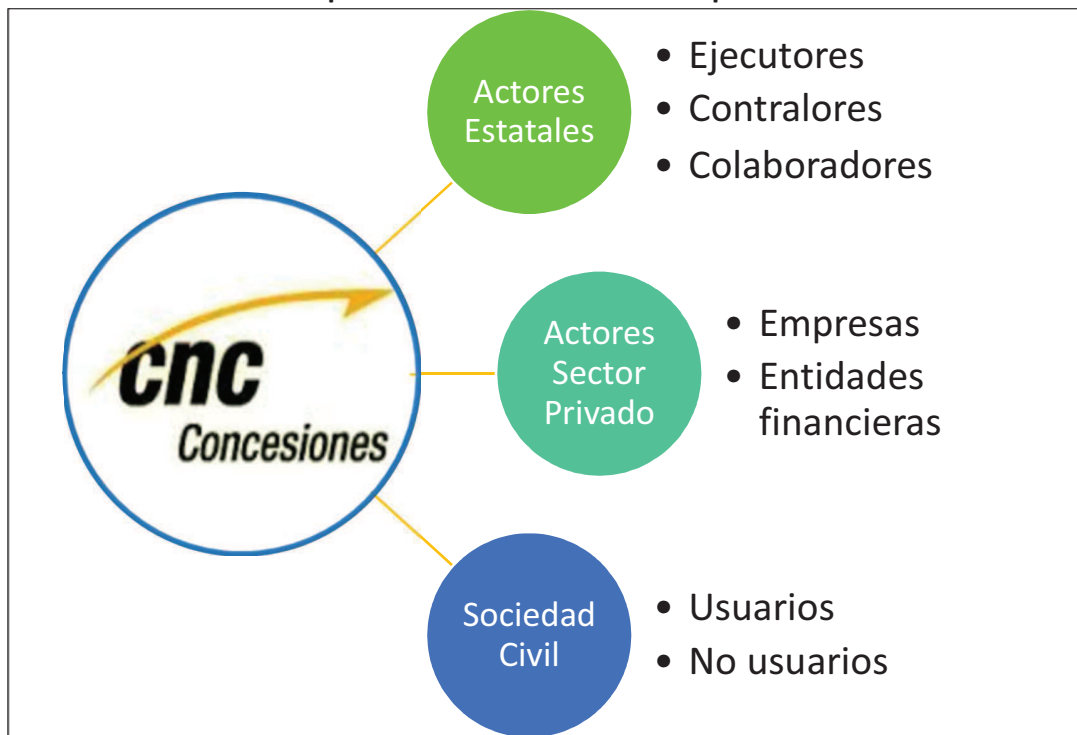 cnc
Concesiones
Actores
Estatales
• Ejecutores
• Contralores
• Colaboradores
Actores
Sector
Privado
• Empresas
• Entidades
financieras
Sociedad
Civil
• Usuarios
• No usuarios